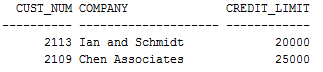 CUST_NUM COMPANY CREDIT_LIMIT
---------- -------------------- ------------
2113 Ian and Schmidt 20000
2109 Chen Associates 25000